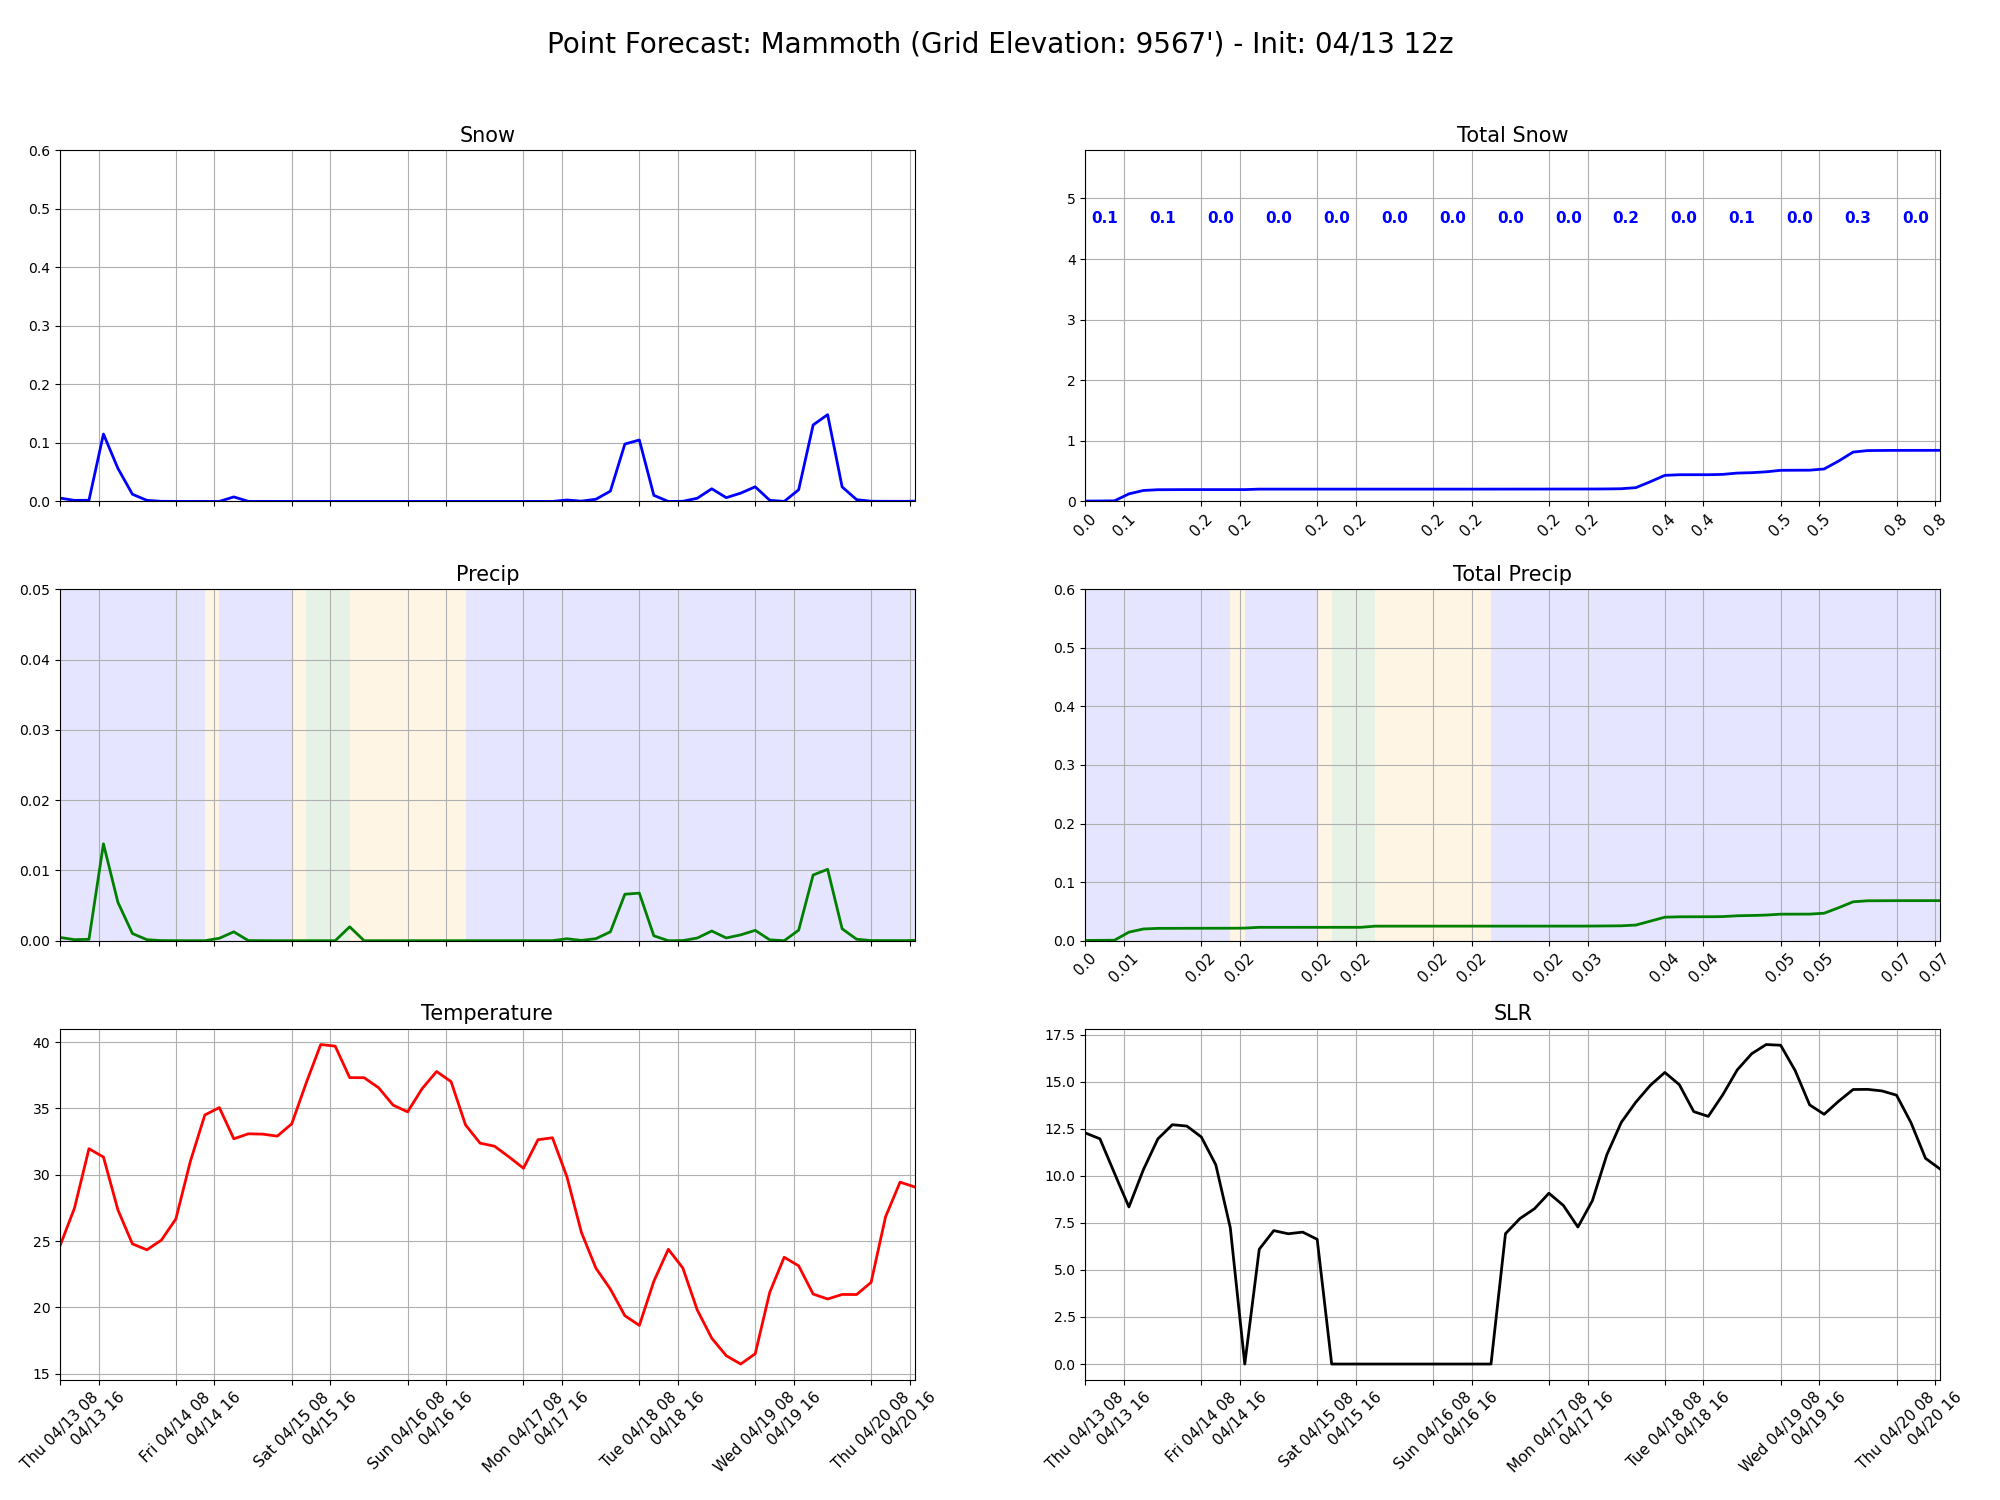 Point Forecast: Mammoth (Grid Elevation: 9567') - Init: 04/13 12z
Snow
0.6
0.5
0.4
0.3
0.2
0.1
0.0
Total Snow
5
4
3
2
1
0
0.1 0.1 0.0 0.0 0.0 0.0 0.0 0.0 0.0 0.2 0.0 0.1 0.0 0.3 0.0
0.0 0.1 0.2 0.2 0.2 0.2 0.2 0.2 0.2 0.2 0.4 0.4 0.5 0.5 0.8 0.8
Precip
0.05
0.04
0.03
0.02
0.01
0.00
Total Precip
0.6
0.5
0.4
0.3
0.2
0.1
0.0
0.0 0.01 0.02 0.02 0.02 0.02 0.02 0.02 0.02 0.03 0.04 0.04 0.05 0.05 0.07 0.07
Temperature
40
35
30
25
20
15
Thu 04/13 08
04/13 16
Fri 04/14 08
04/14 16
Sat 04/15 08
04/15 16
Sun 04/16 08
04/16 16
Mon 04/17 08
04/17 16
Tue 04/18 08
04/18 16
Wed 04/19 08
04/19 16
Thu 04/20 08
04/20 16
SLR
17.5
15.0
12.5
10.0
7.5
5.0
2.5
0.0
Thu 04/13 08
04/13 16
Fri 04/14 08
04/14 16
Sat 04/15 08
04/15 16
Sun 04/16 08
04/16 16
Mon 04/17 08
04/17 16
Tue 04/18 08
04/18 16
Wed 04/19 08
04/19 16
Thu 04/20 08
04/20 16